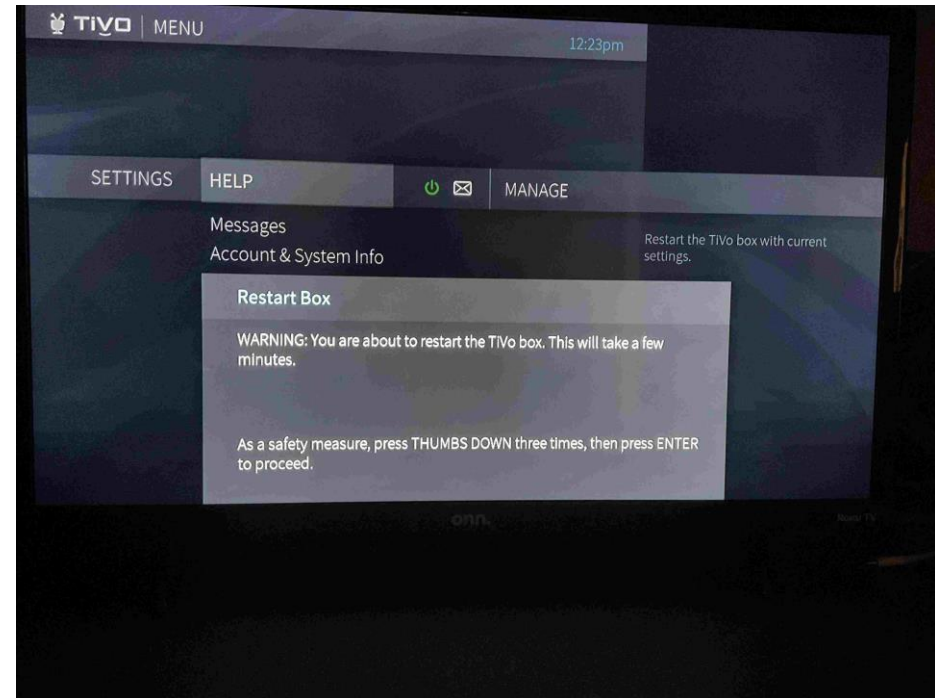 TiVo MENU
12:23pm
SETTINGS HELP MANAGE
Messages
Account & System Info
Restart the TiVo box with current
settings.
Restart Box
WARNING: You are about to restart the TiVo box. This will take a few
minutes.
As a safety measure, press THUMBS DOWN three times, then press ENTER
to proceed.
onn.
Roku TV